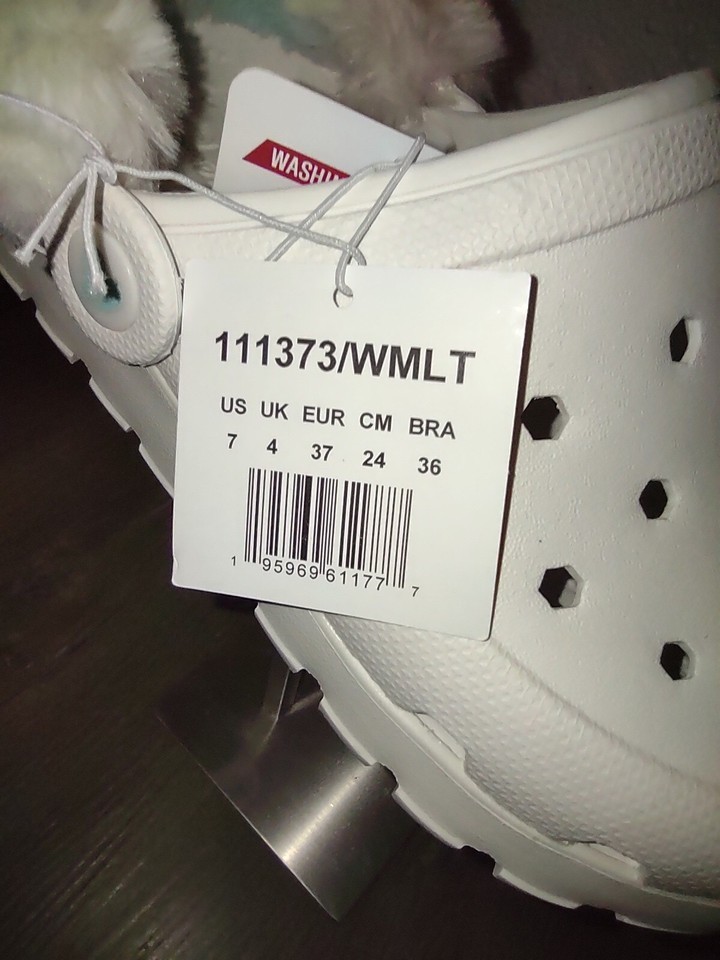 111373/WMLT
US UK EUR CM BRA
7 4 37 24 36
1 95969 61177 7